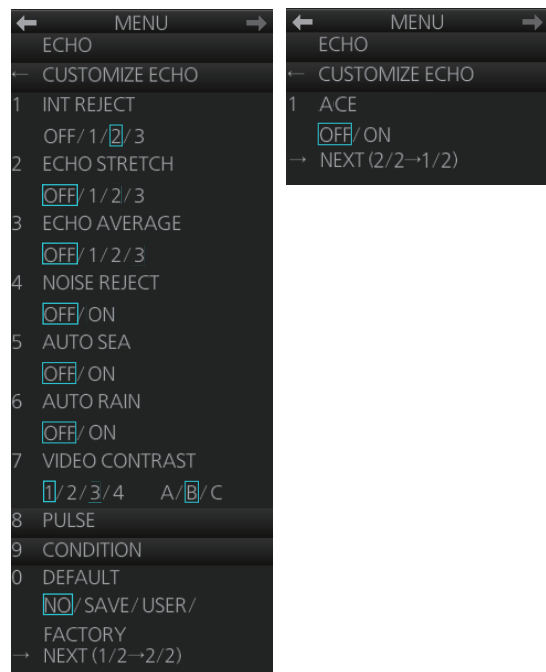 ← MENU →
ECHO
← CUSTOMIZE ECHO
1 INT REJECT
OFF/1/2/3
2 ECHO STRETCH
OFF/1/2/3
3 ECHO AVERAGE
OFF/1/2/3
4 NOISE REJECT
OFF/ON
5 AUTO SEA
OFF/ON
6 AUTO RAIN
OFF/ON
7 VIDEO CONTRAST
1/2/3/4 A/B/C
8 PULSE
9 CONDITION
0 DEFAULT
NO/SAVE/USER/
FACTORY
→ NEXT (1/2→2/2)
← MENU →
ECHO
← CUSTOMIZE ECHO
1 ACE
OFF/ON
→ NEXT (2/2→1/2)